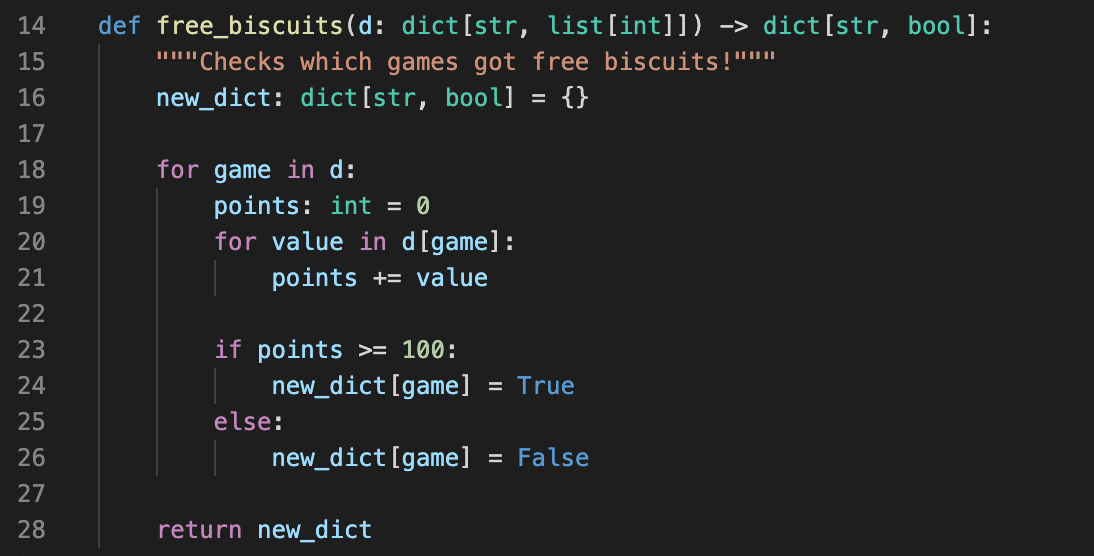 14 def free_biscuits(d: dict[str, list[int]]) -> dict[str, bool]:
15     """Checks which games got free biscuits!"""
16     new_dict: dict[str, bool] = {}
17
18     for game in d:
19         points: int = 0
20         for value in d[game]:
21             points += value
22
23         if points >= 100:
24             new_dict[game] = True
25         else:
26             new_dict[game] = False
27
28     return new_dict